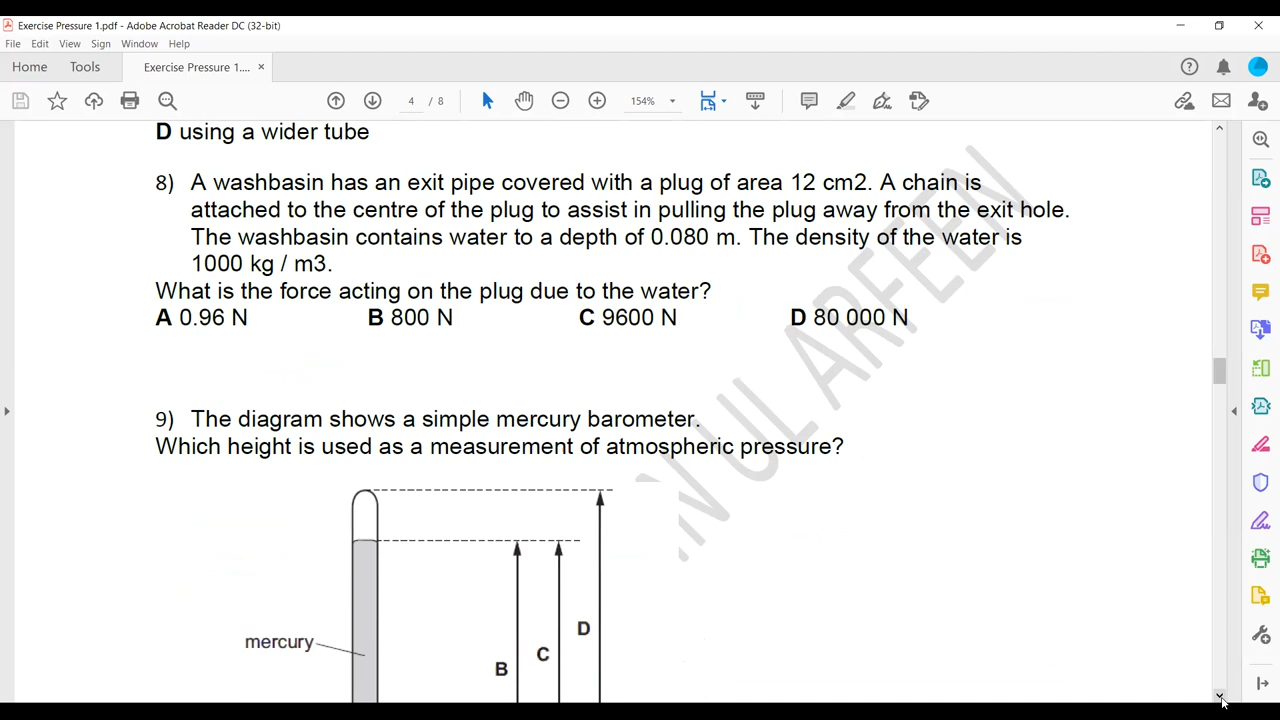 Exercise Pressure 1.pdf - Adobe Acrobat Reader DC (32-bit)
File Edit View Sign Window Help
Home Tools Exercise Pressure 1.... ×
4 / 8 154%
D using a wider tube
8) A washbasin has an exit pipe covered with a plug of area 12 cm2. A chain is
attached to the centre of the plug to assist in pulling the plug away from the exit hole.
The washbasin contains water to a depth of 0.080 m. The density of the water is
1000 kg / m3.
What is the force acting on the plug due to the water?
A 0.96 N B 800 N C 9600 N D 80 000 N
9) The diagram shows a simple mercury barometer.
Which height is used as a measurement of atmospheric pressure?
mercury
B
C
D
N UL ARFEEN